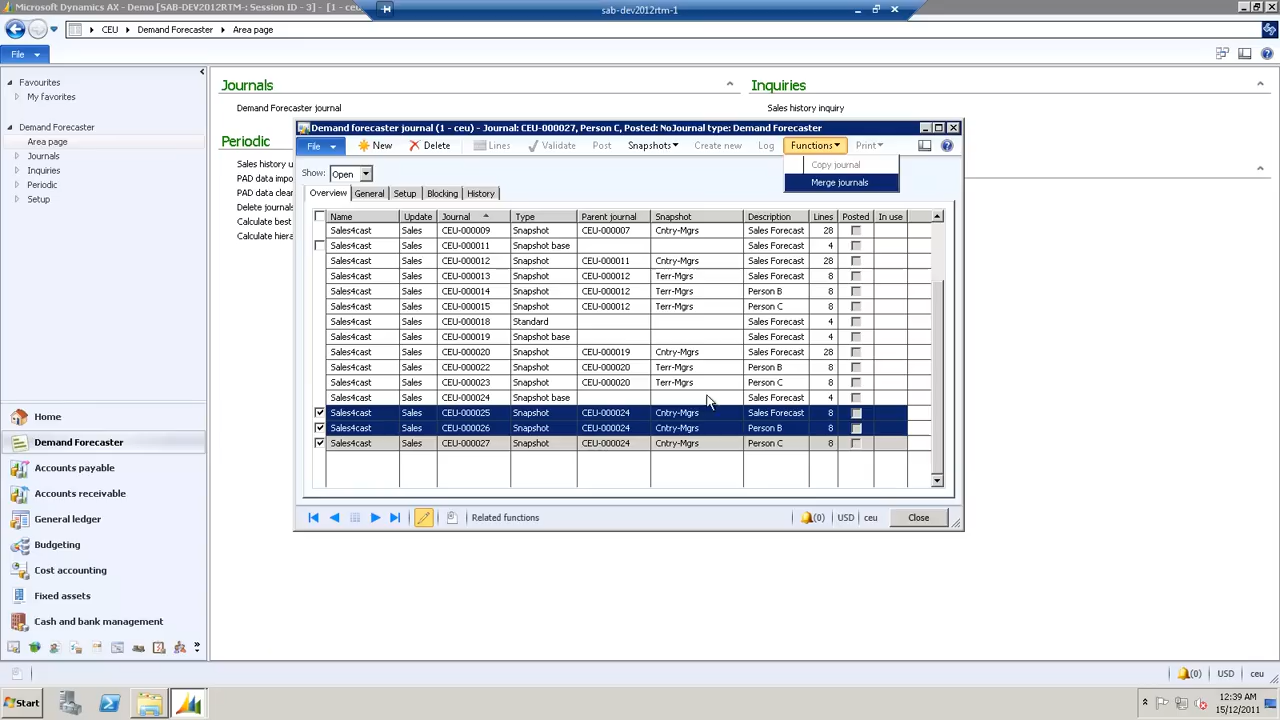 Microsoft Dynamics AX - Demo [SAB-DEV2012RTM: Session ID - 3] - [1 - ceu]
sab-dev2012rtm-1
CEU Demand Forecaster Area page
File
Favourites
My favorites
Demand Forecaster
Area page
Journals
Inquiries
Periodic
Setup
Journals
Demand Forecaster journal
Inquiries
Sales history inquiry
Periodic
Sales history u
PAD data impo
PAD data clear
Delete journals
Calculate best
Calculate hiera
Demand forecaster journal (1 - ceu) - Journal: CEU-000027, Person C, Posted: NoJournal type: Demand Forecaster
File New Delete Lines Validate Post Snapshots Create new Log Functions Print
Copy journal
Merge journals
Show: Open
Overview General Setup Blocking History
Name Update Journal Type Parent journal Snapshot Description Lines Posted In use
Sales4cast Sales CEU-000009 Snapshot CEU-000007 Cntry-Mgrs Sales Forecast 28
Sales4cast Sales CEU-000011 Snapshot base Sales Forecast 4
Sales4cast Sales CEU-000012 Snapshot CEU-000011 Cntry-Mgrs Sales Forecast 28
Sales4cast Sales CEU-000013 Snapshot CEU-000012 Terr-Mgrs Sales Forecast 8
Sales4cast Sales CEU-000014 Snapshot CEU-000012 Terr-Mgrs Person B 8
Sales4cast Sales CEU-000015 Snapshot CEU-000012 Terr-Mgrs Person C 8
Sales4cast Sales CEU-000018 Standard Sales Forecast 4
Sales4cast Sales CEU-000019 Snapshot base Sales Forecast 4
Sales4cast Sales CEU-000020 Snapshot CEU-000019 Cntry-Mgrs Sales Forecast 28
Sales4cast Sales CEU-000022 Snapshot CEU-000020 Terr-Mgrs Person B 8
Sales4cast Sales CEU-000023 Snapshot CEU-000020 Terr-Mgrs Person C 8
Sales4cast Sales CEU-000024 Snapshot base Sales Forecast 4
Sales4cast Sales CEU-000025 Snapshot CEU-000024 Cntry-Mgrs Sales Forecast 8
Sales4cast Sales CEU-000026 Snapshot CEU-000024 Cntry-Mgrs Person B 8
Sales4cast Sales CEU-000027 Snapshot CEU-000024 Cntry-Mgrs Person C 8
Related functions (0) USD ceu Close
Home
Demand Forecaster
Accounts payable
Accounts receivable
General ledger
Budgeting
Cost accounting
Fixed assets
Cash and bank management
(0) USD ceu
Start
12:39 AM
15/12/2011